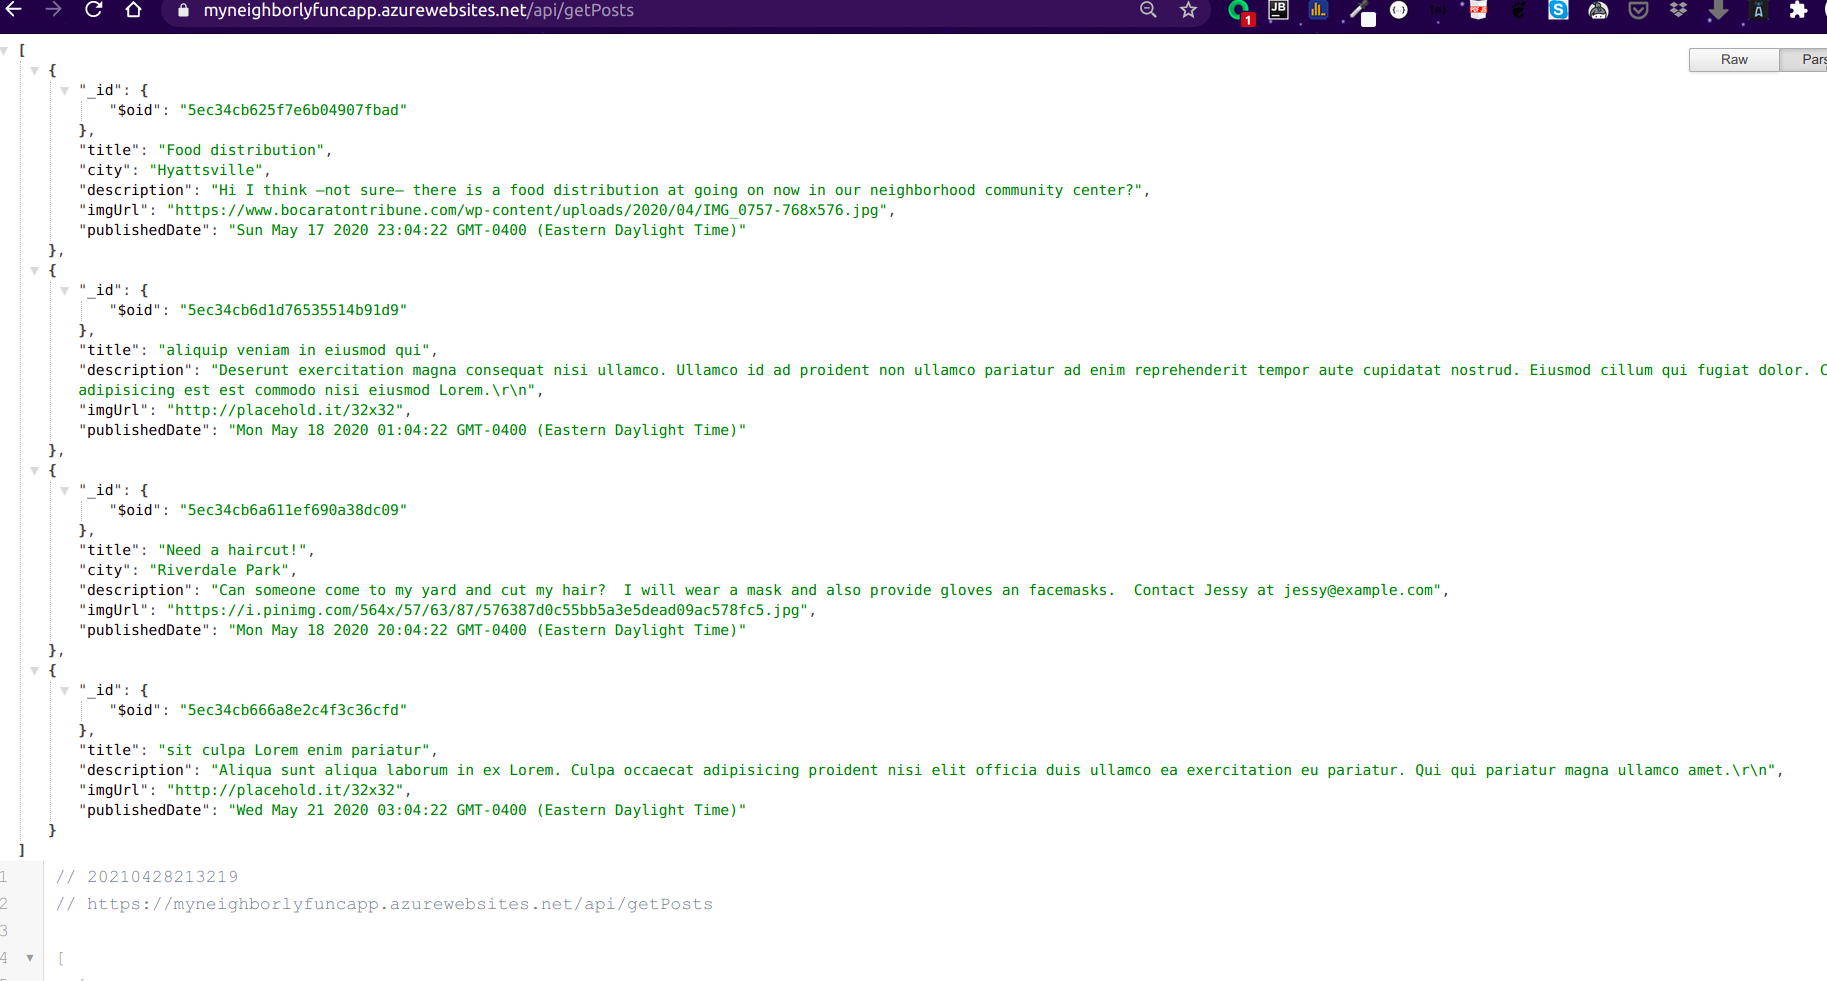 myneighborlyfuncapp.azurewebsites.net/api/getPosts
1
JB
S
Raw
[
{
"_id": {
"$oid": "5ec34cb625f7e6b04907fbad"
},
"title": "Food distribution",
"city": "Hyattsville",
"description": "Hi I think —not sure— there is a food distribution at going on now in our neighborhood community center?",
"imgUrl": "https://www.bocaratontribune.com/wp-content/uploads/2020/04/IMG_0757-768x576.jpg",
"publishedDate": "Sun May 17 2020 23:04:22 GMT-0400 (Eastern Daylight Time)"
},
{
"_id": {
"$oid": "5ec34cb6d1d76535514b91d9"
},
"title": "aliquip veniam in eiusmod qui",
"description": "Deserunt exercitation magna consequat nisi ullamco. Ullamco id ad proident non ullamco pariatur ad enim reprehenderit tempor aute cupidatat nostrud. Eiusmod cillum qui fugiat dolor.
adipisicing est est commodo nisi eiusmod Lorem.\r\n",
"imgUrl": "http://placehold.it/32x32",
"publishedDate": "Mon May 18 2020 01:04:22 GMT-0400 (Eastern Daylight Time)"
},
{
"_id": {
"$oid": "5ec34cb6a611ef690a38dc09"
},
"title": "Need a haircut!",
"city": "Riverdale Park",
"description": "Can someone come to my yard and cut my hair?  I will wear a mask and also provide gloves an facemasks.  Contact Jessy at jessy@example.com",
"imgUrl": "https://i.pinimg.com/564x/57/63/87/576387d0c55bb5a3e5dead09ac578fc5.jpg",
"publishedDate": "Mon May 18 2020 20:04:22 GMT-0400 (Eastern Daylight Time)"
},
{
"_id": {
"$oid": "5ec34cb666a8e2c4f3c36cfd"
},
"title": "sit culpa Lorem enim pariatur",
"description": "Aliqua sunt aliqua laborum in ex Lorem. Culpa occaecat adipisicing proident nisi elit officia duis ullamco ea exercitation eu pariatur. Qui qui pariatur magna ullamco amet.\r\n",
"imgUrl": "http://placehold.it/32x32",
"publishedDate": "Wed May 21 2020 03:04:22 GMT-0400 (Eastern Daylight Time)"
}
]
1 // 20210428213219
2 // https://myneighborlyfuncapp.azurewebsites.net/api/getPosts
3
4 [